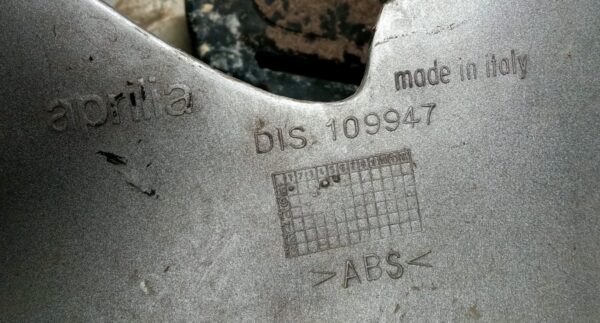 aprilia
made in italy
DIS. 109947
>ABS<